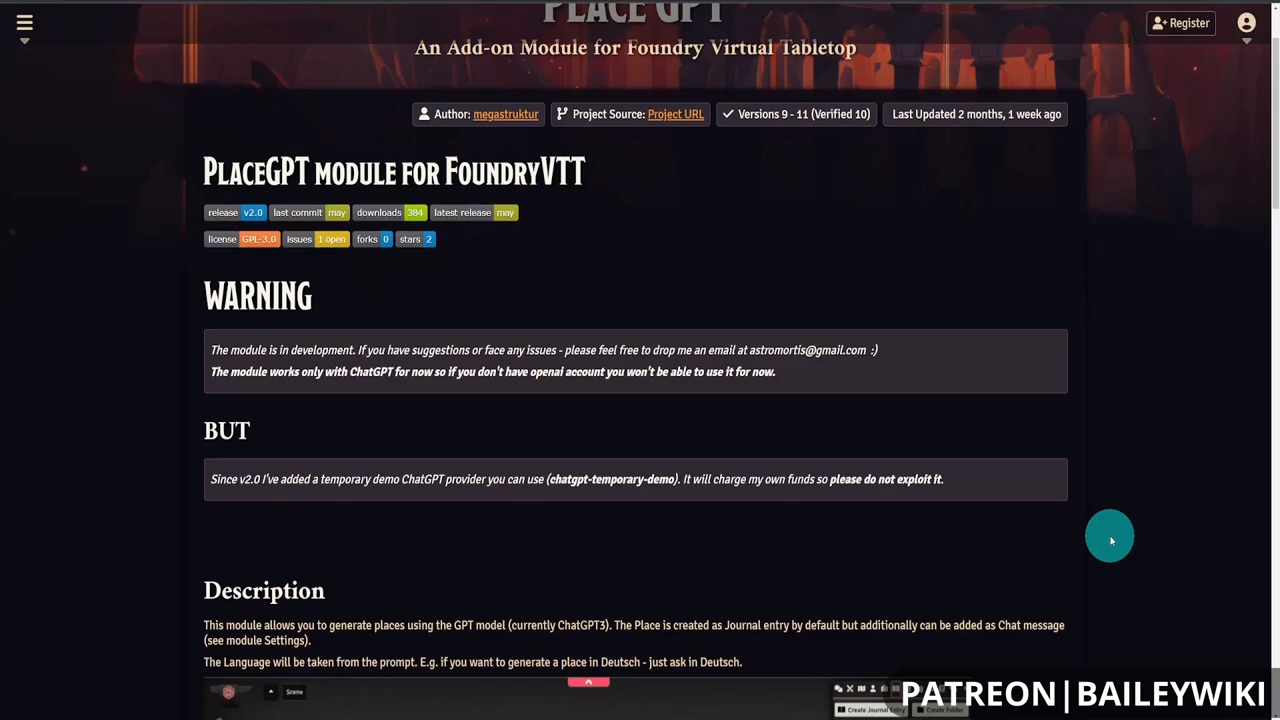 PLACE GPT
Register
An Add-on Module for Foundry Virtual Tabletop
Author: megastruktur
Project Source: Project URL
Versions 9 - 11 (Verified 10)
Last Updated 2 months, 1 week ago
PlaceGPT module for FoundryVTT
release v2.0 last commit may downloads 384 latest release may
license GPL-3.0 issues 1 open forks 0 stars 2
WARNING
The module is in development. If you have suggestions or face any issues - please feel free to drop me an email at astromortis@gmail.com :)
The module works only with ChatGPT for now so if you don't have openai account you won't be able to use it for now.
BUT
Since v2.0 I've added a temporary demo ChatGPT provider you can use (chatgpt-temporary-demo). It will charge my own funds so please do not exploit it.
Description
This module allows you to generate places using the GPT model (currently ChatGPT3). The Place is created as Journal entry by default but additionally can be added as Chat message
(see module Settings).
The Language will be taken from the prompt. E.g. if you want to generate a place in Deutsch - just ask in Deutsch.
Scene
Create Journal Entry
Create Folder
PATREON|BAILEYWIKI